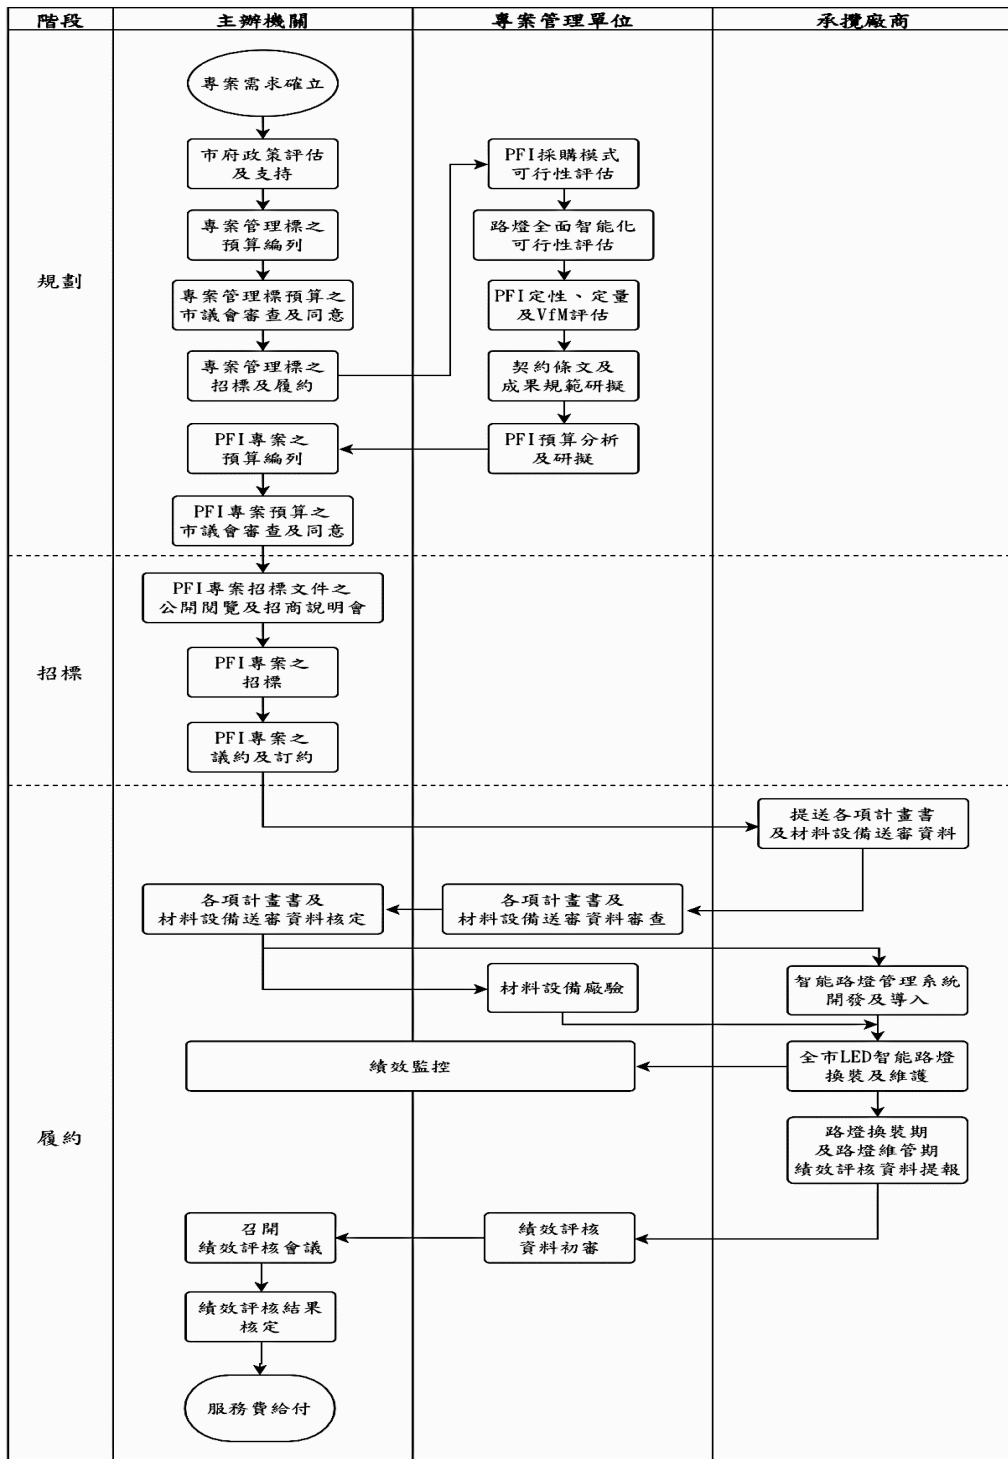 階段
主辦機關
專案管理單位
承攬廠商
規劃
專案需求確立
市府政策評估
及支持
專案管理標之
預算編列
專案管理標預算之
市議會審查及同意
專案管理標之
招標及履約
PFI採購模式
可行性評估
路燈全面智能化
可行性評估
PFI定性、定量
及VfM評估
契約條文及
成果規範研擬
PFI預算分析
及研擬
PFI專案之
預算編列
PFI專案預算之
市議會審查及同意
招標
PFI專案招標文件之
公開閱覽及招商說明會
PFI專案之
招標
PFI專案之
議約及訂約
履約
提送各項計畫書
及材料設備送審資料
各項計畫書及
材料設備送審資料審查
各項計畫書及
材料設備送審資料核定
智能路燈管理系統
開發及導入
材料設備廠驗
全市LED智能路燈
換裝及維護
績效監控
路燈換裝期
及路燈維管期
績效評核資料提報
績效評核
資料初審
召開
績效評核會議
績效評核結果
核定
服務費給付